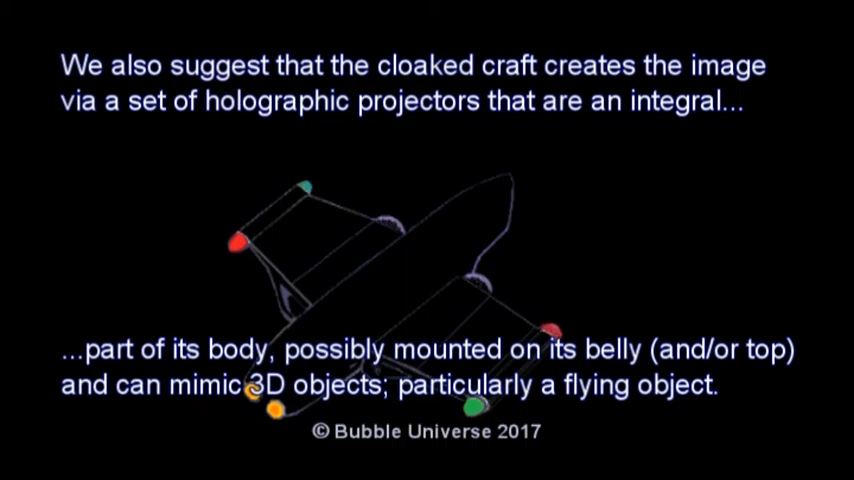 We also suggest that the cloaked craft creates the image
via a set of holographic projectors that are an integral...
...part of its body, possibly mounted on its belly (and/or top)
and can mimic 3D objects; particularly a flying object.
© Bubble Universe 2017